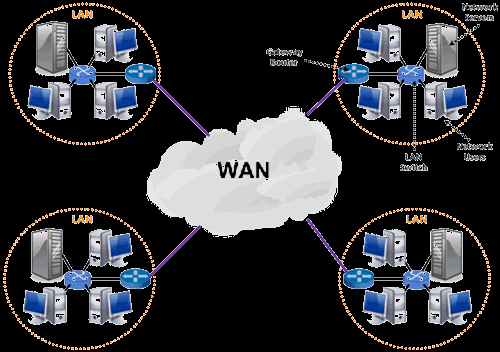 LAN
LAN
Network
Servers
Gateway
Router
WAN
LAN
Switch
Network
Users
LAN
LAN